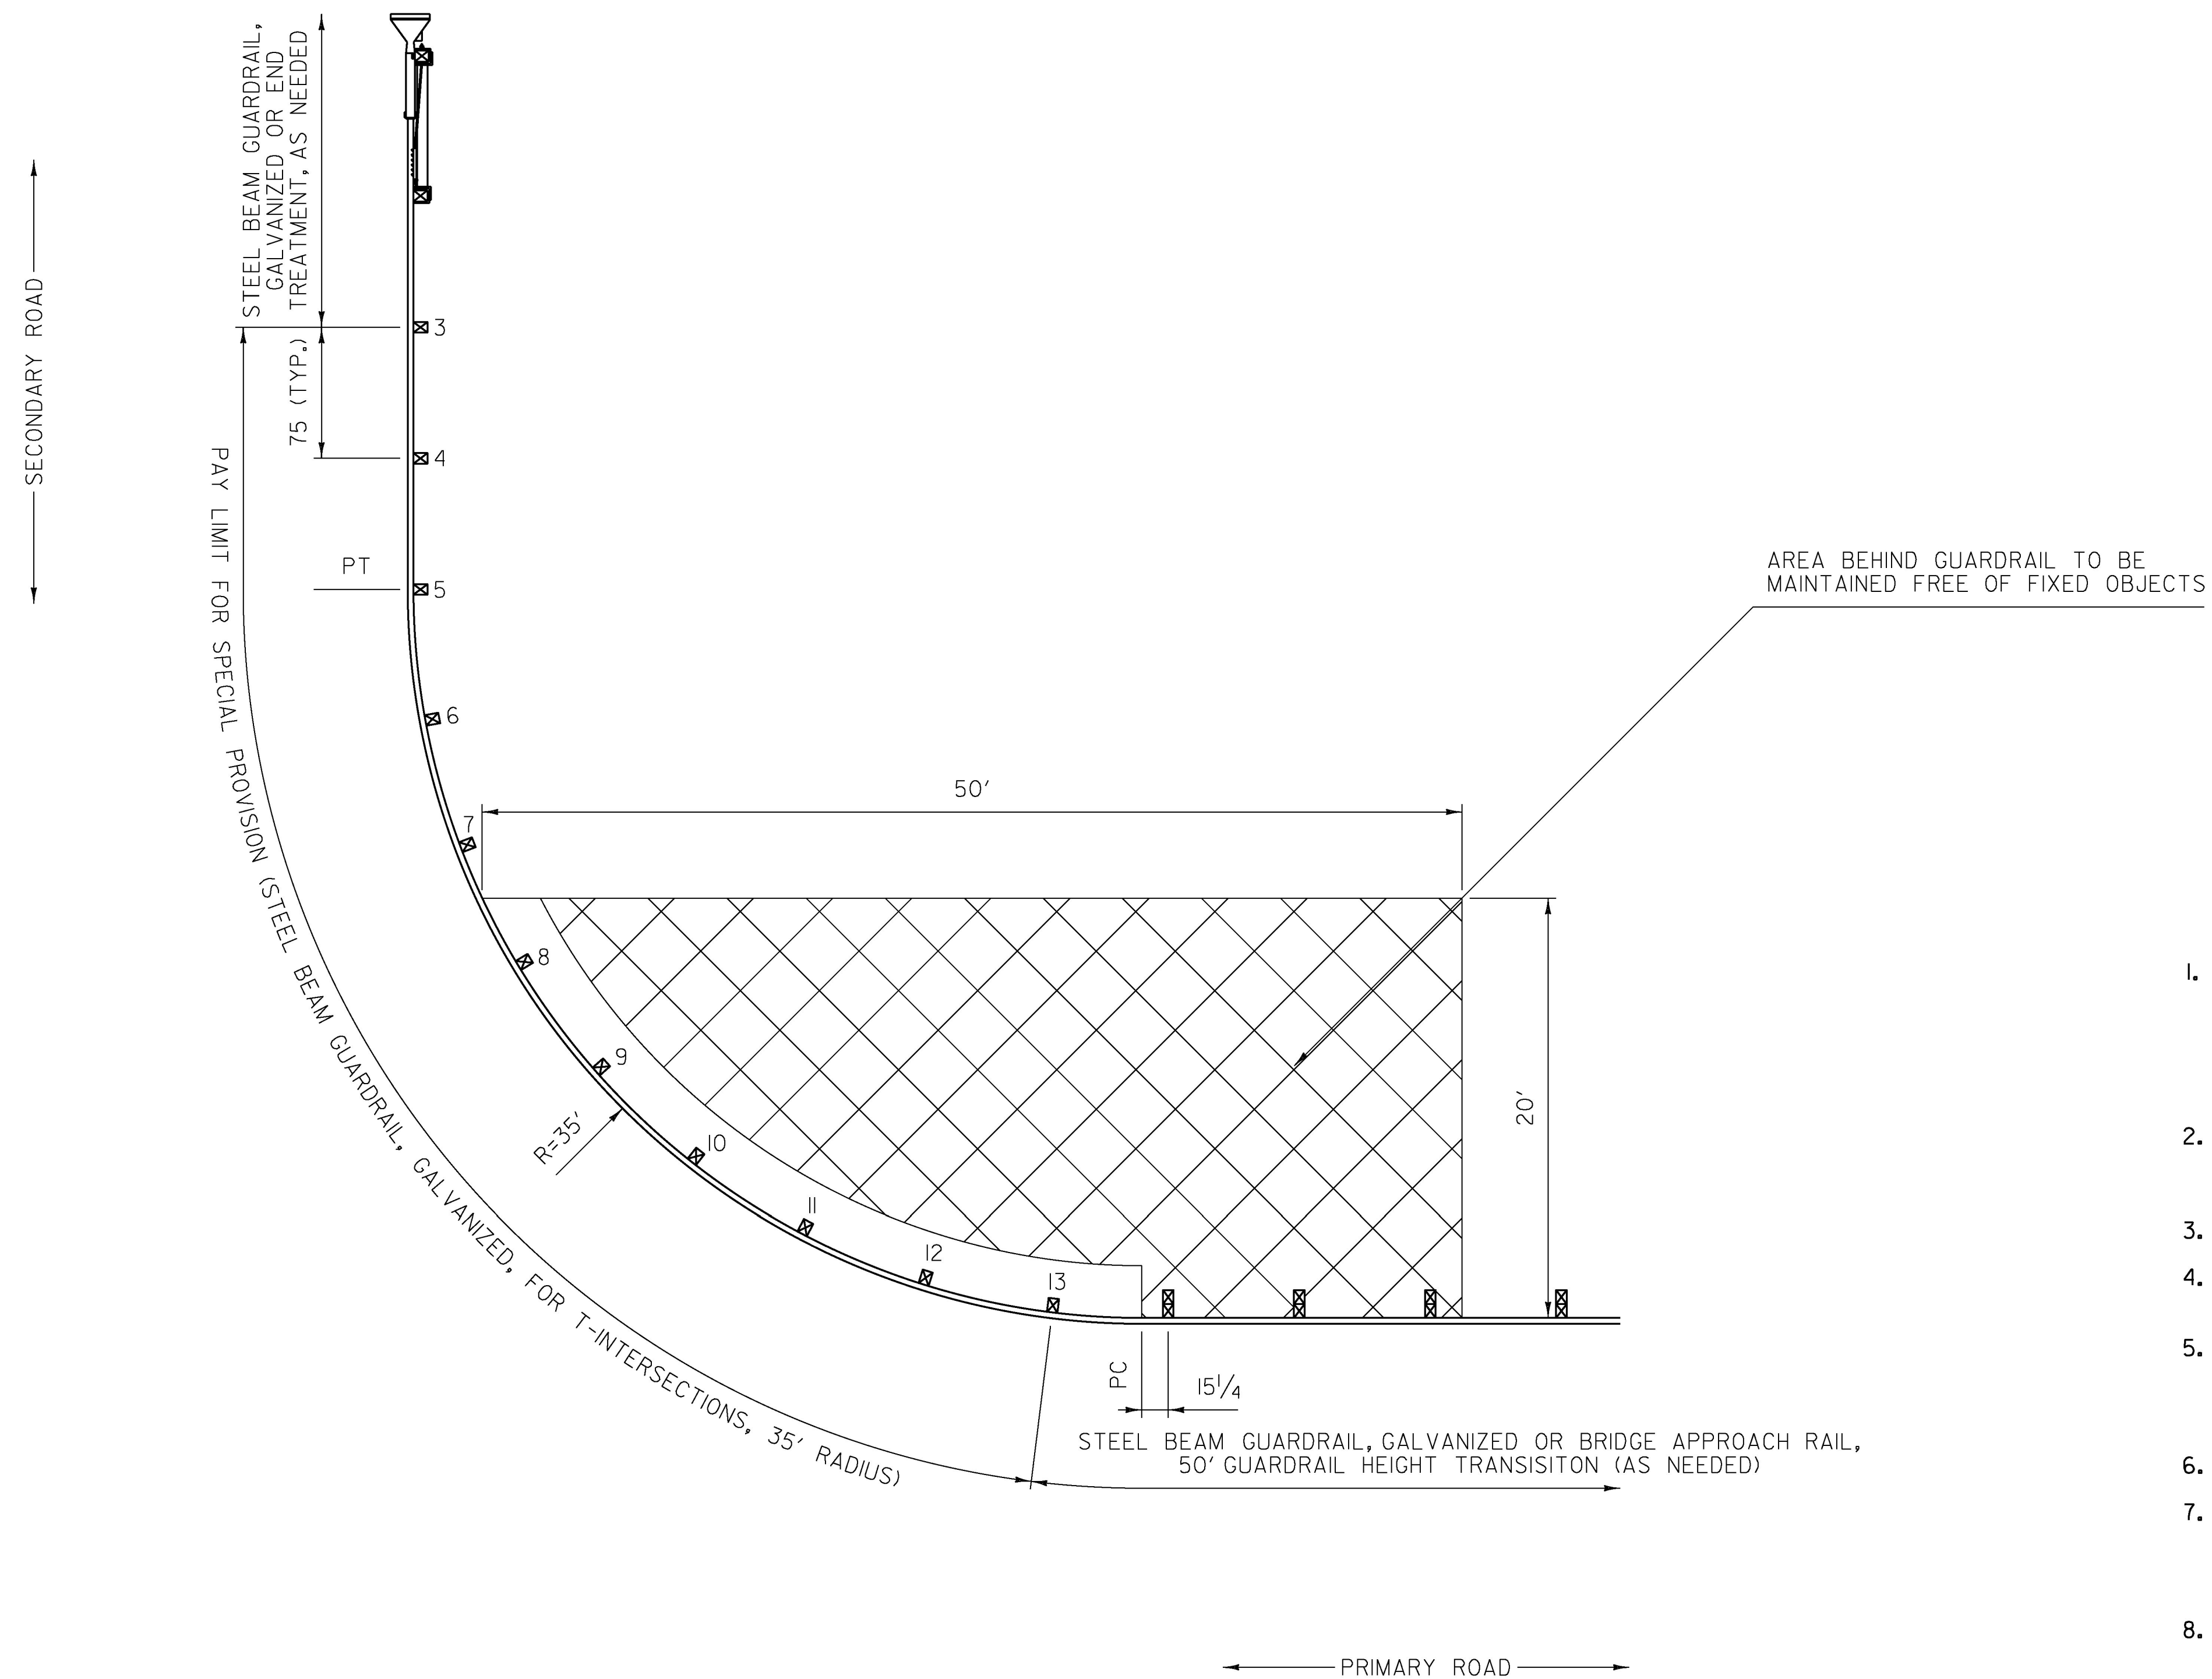 STEEL BEAM GUARDRAIL,
GALVANIZED OR END
TREATMENT, AS NEEDED
SECONDARY ROAD
3
75 (TYP.)
4
PT
5
PAY LIMIT FOR SPECIAL PROVISION (STEEL BEAM GUARDRAIL, GALVANIZED, FOR T-INTERSECTIONS, 35' RADIUS)
AREA BEHIND GUARDRAIL TO BE
MAINTAINED FREE OF FIXED OBJECTS
6
50'
7
8
9
R=35'
10
11
12
13
20'
PC
15 1/4
STEEL BEAM GUARDRAIL, GALVANIZED OR BRIDGE APPROACH RAIL,
50' GUARDRAIL HEIGHT TRANSISITON (AS NEEDED)
PRIMARY ROAD
1.
2.
3.
4.
5.
6.
7.
8.